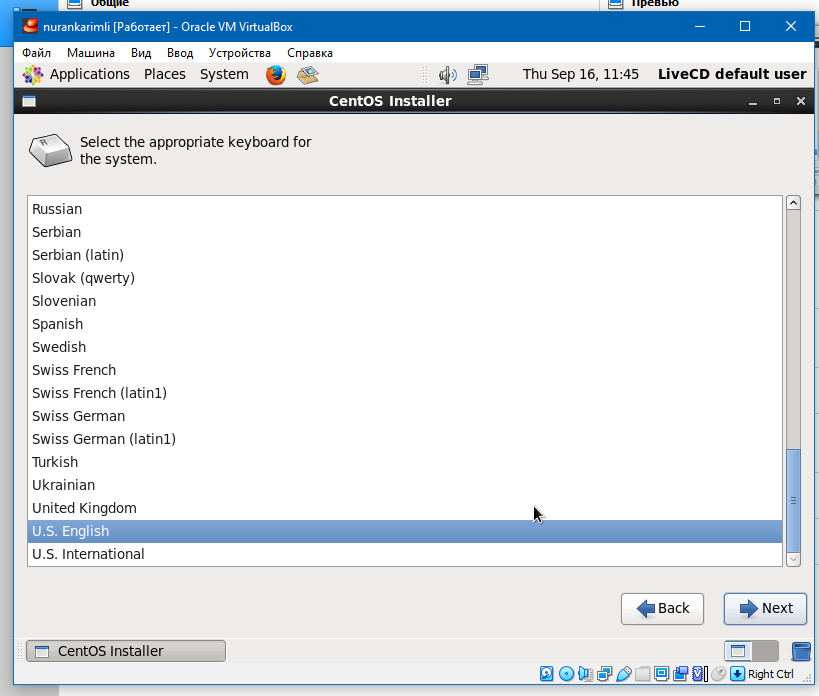 Общие
Превью
nurankarimli [Работает] - Oracle VM VirtualBox
Файл Машина Вид Ввод Устройства Справка
Applications Places System Thu Sep 16, 11:45 LiveCD default user
CentOS Installer
Select the appropriate keyboard for
the system.
Russian
Serbian
Serbian (latin)
Slovak (qwerty)
Slovenian
Spanish
Swedish
Swiss French
Swiss French (latin1)
Swiss German
Swiss German (latin1)
Turkish
Ukrainian
United Kingdom
U.S. English
U.S. International
Back Next
CentOS Installer
Right Ctrl